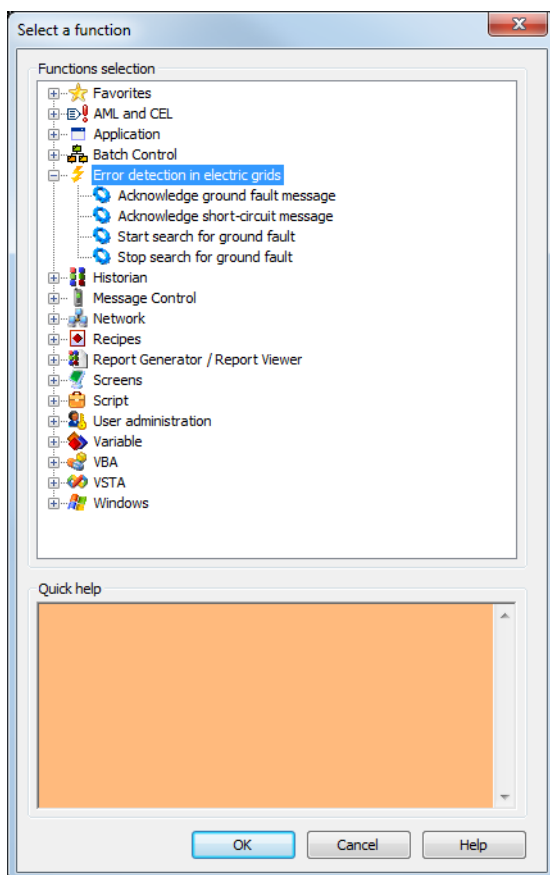 Select a function
Functions selection
Favorites
AML and CEL
Application
Batch Control
Error detection in electric grids
Acknowledge ground fault message
Acknowledge short-circuit message
Start search for ground fault
Stop search for ground fault
Historian
Message Control
Network
Recipes
Report Generator / Report Viewer
Screens
Script
User administration
Variable
VBA
VSTA
Windows
Quick help
OK Cancel Help